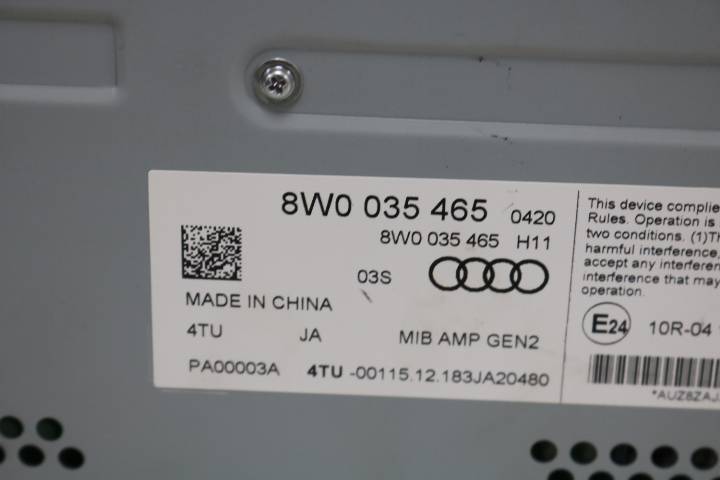 8W0 035 465 0420
8W0 035 465 H11
03S
MADE IN CHINA
4TU JA MIB AMP GEN2
PA00003A 4TU -00115.12.183JA20480
This device complie
Rules. Operation is
two conditions. (1)Th
harmful interference,
accept any interferen
interference that may
operation.
E24 10R-04
*AUZ8ZAJ